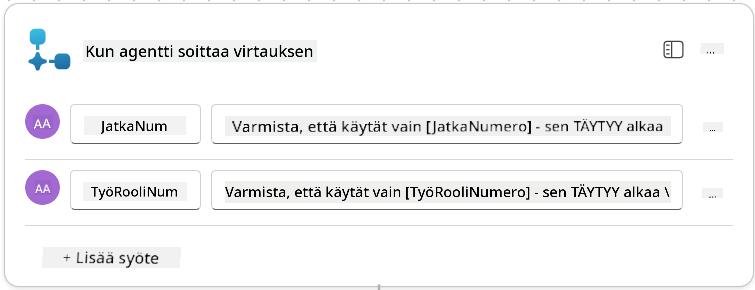 Kun agentti soittaa virtauksen
...
AA
JatkaNum
Varmista, että käytät vain [JatkaNumero] - sen TÄYTYY alkaa
...
AA
TyöRooliNum
Varmista, että käytät vain [TyöRooliNumero] - sen TÄYTYY alkaa \
...
+ Lisää syöte